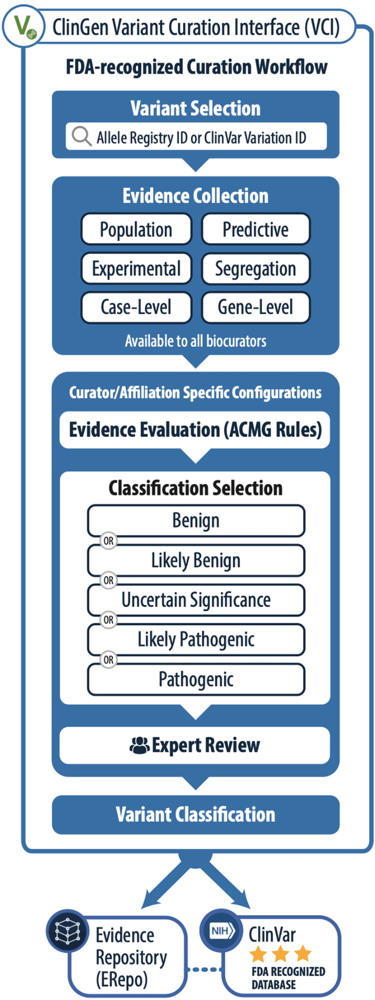 V
ClinGen Variant Curation Interface (VCI)
FDA-recognized Curation Workflow
Variant Selection
Allele Registry ID or ClinVar Variation ID
Evidence Collection
Population
Predictive
Experimental
Segregation
Case-Level
Gene-Level
Available to all biocurators
Curator/Affiliation Specific Configurations
Evidence Evaluation (ACMG Rules)
Classification Selection
Benign
OR
Likely Benign
OR
Uncertain Significance
OR
Likely Pathogenic
OR
Pathogenic
Expert Review
Variant Classification
Evidence
Repository
(ERepo)
NIH
ClinVar
FDA RECOGNIZED
DATABASE